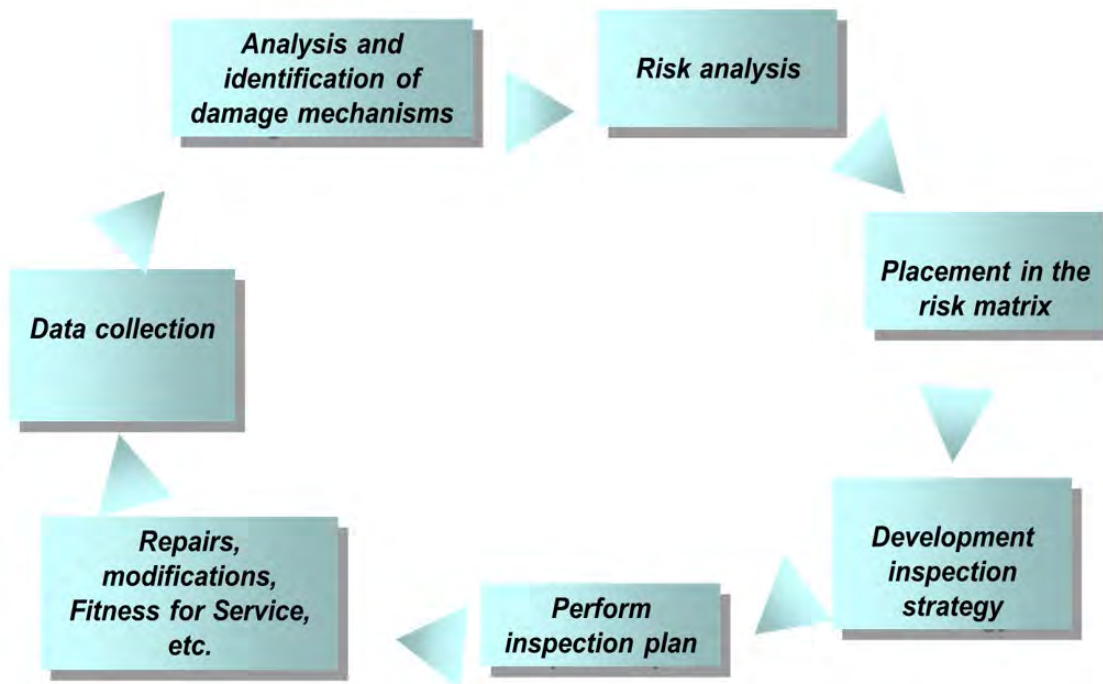 Analysis and
identification of
damage mechanisms
Risk analysis
Placement in the
risk matrix
Data collection
Development
inspection
strategy
Repairs,
modifications,
Fitness for Service,
etc.
Perform
inspection plan